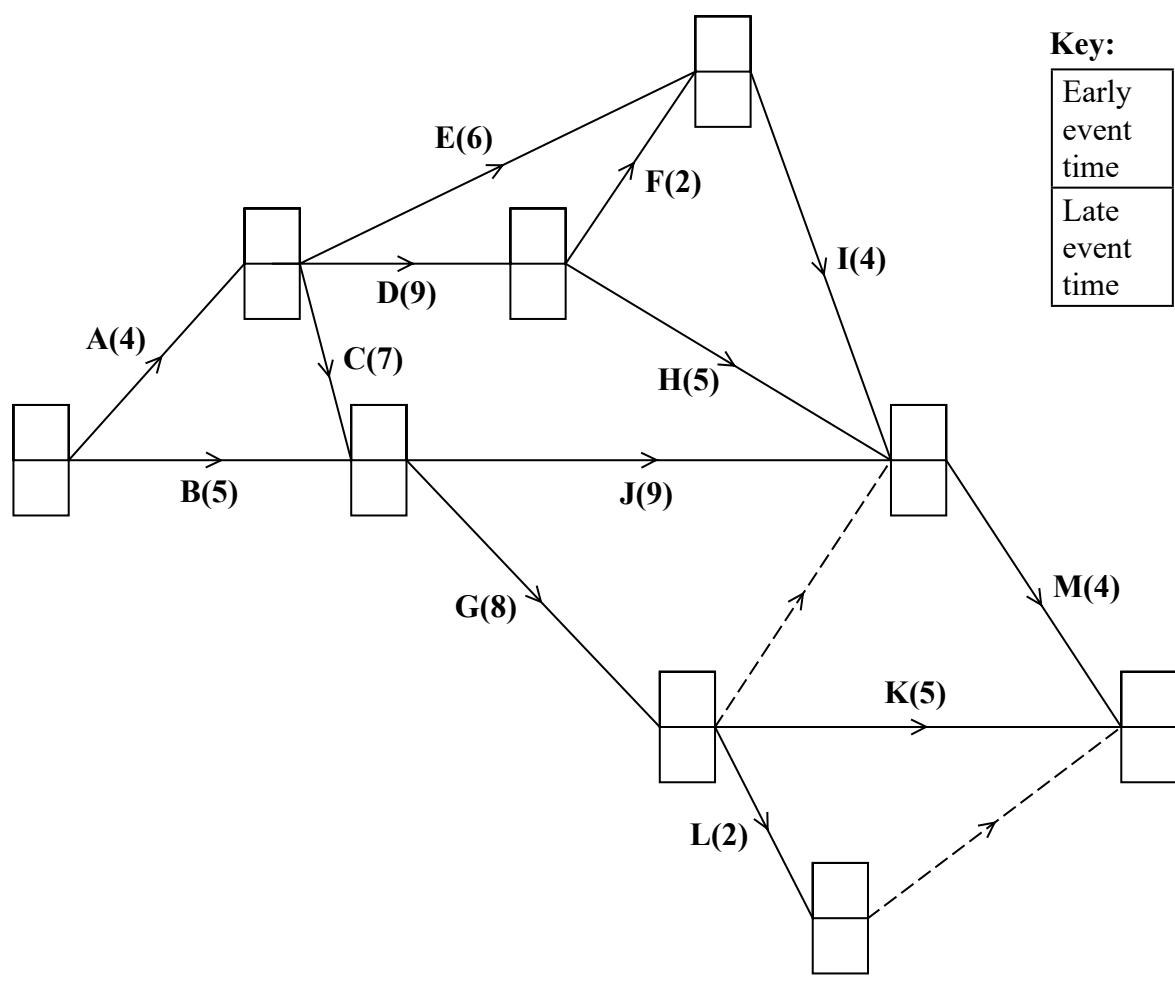 Key:
Early
event
time
Late
event
time
E(6)
F(2)
I(4)
D(9)
A(4)
C(7)
H(5)
B(5)
J(9)
M(4)
G(8)
K(5)
L(2)